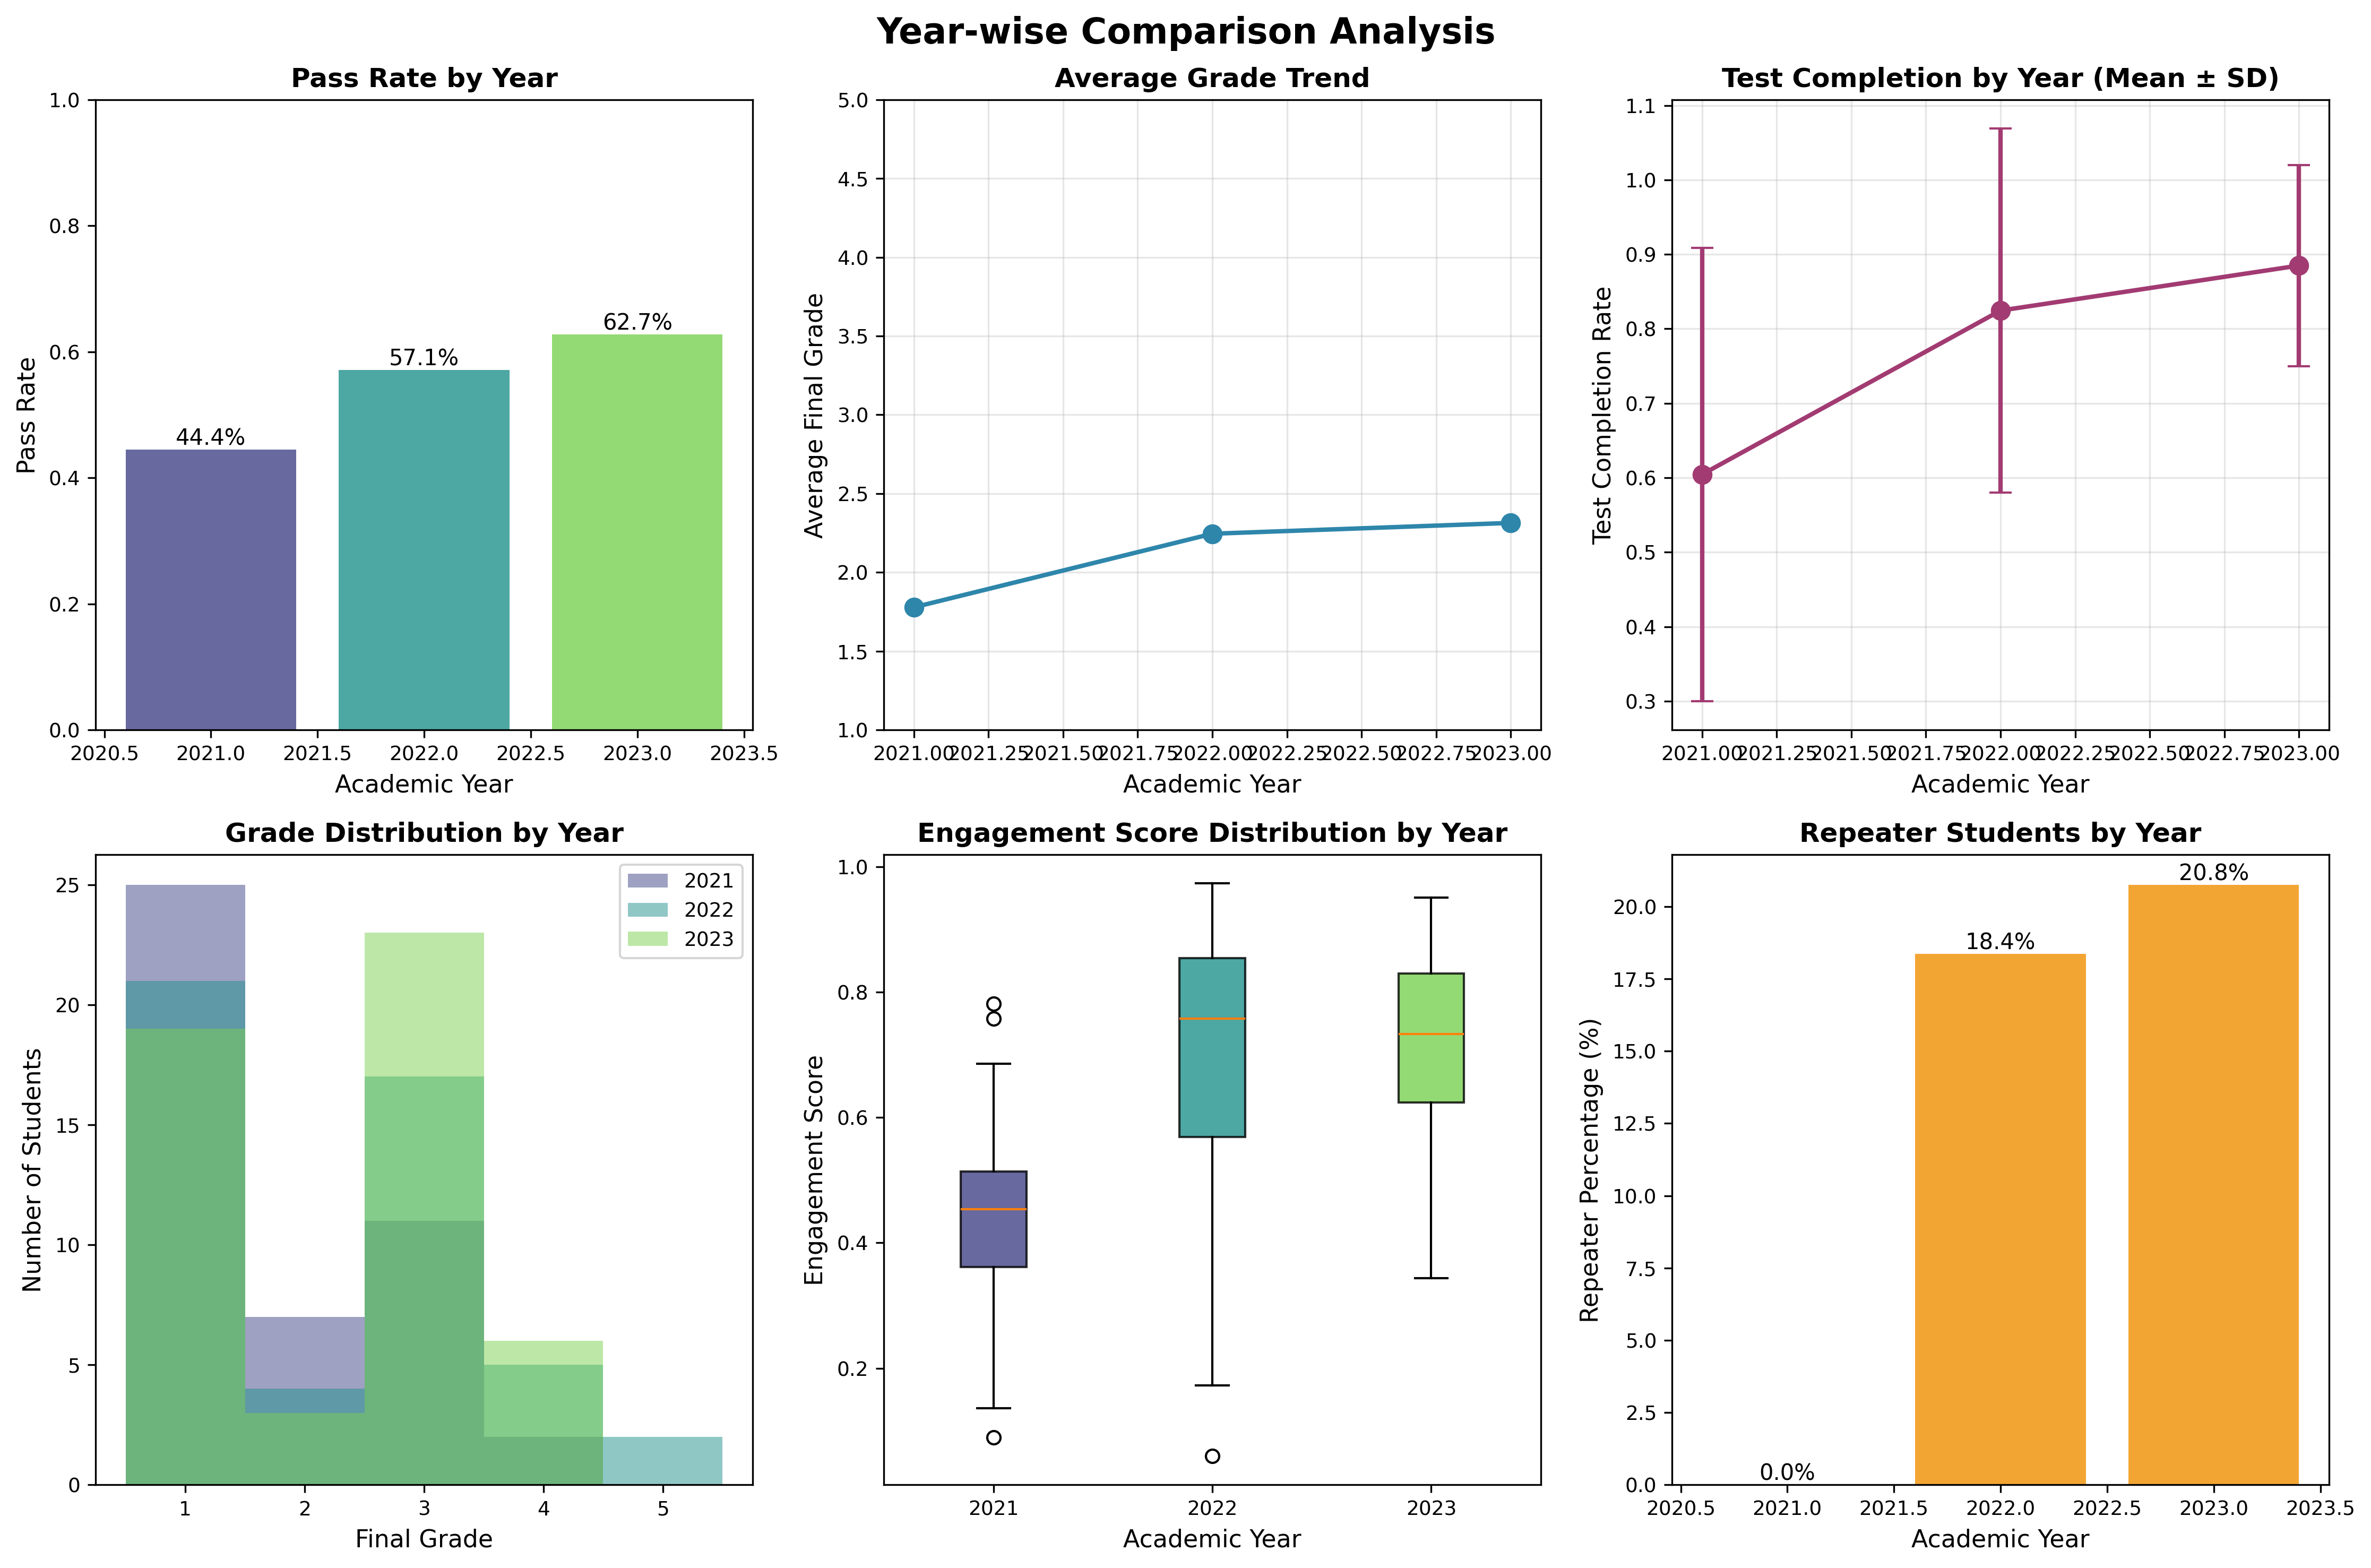 Year-wise Comparison Analysis
Pass Rate by Year
1.0
0.8
0.6
0.4
0.2
0.0
Pass Rate
44.4%
57.1%
62.7%
2020.5 2021.0 2021.5 2022.0 2022.5 2023.0 2023.5
Academic Year
Average Grade Trend
5.0
4.5
4.0
3.5
3.0
2.5
2.0
1.5
1.0
Average Final Grade
2021.00 2021.25 2021.50 2021.75 2022.00 2022.25 2022.50 2022.75 2023.00
Academic Year
Test Completion by Year (Mean ± SD)
1.1
1.0
0.9
0.8
0.7
0.6
0.5
0.4
0.3
Test Completion Rate
2021.00 2021.25 2021.50 2021.75 2022.00 2022.25 2022.50 2022.75 2023.00
Academic Year
Grade Distribution by Year
25
20
15
10
5
0
Number of Students
2021
2022
2023
1 2 3 4 5
Final Grade
Engagement Score Distribution by Year
1.0
0.8
0.6
0.4
0.2
Engagement Score
2021 2022 2023
Academic Year
Repeater Students by Year
20.0
17.5
15.0
12.5
10.0
7.5
5.0
2.5
0.0
Repeater Percentage (%)
0.0%
18.4%
20.8%
2020.5 2021.0 2021.5 2022.0 2022.5 2023.0 2023.5
Academic Year